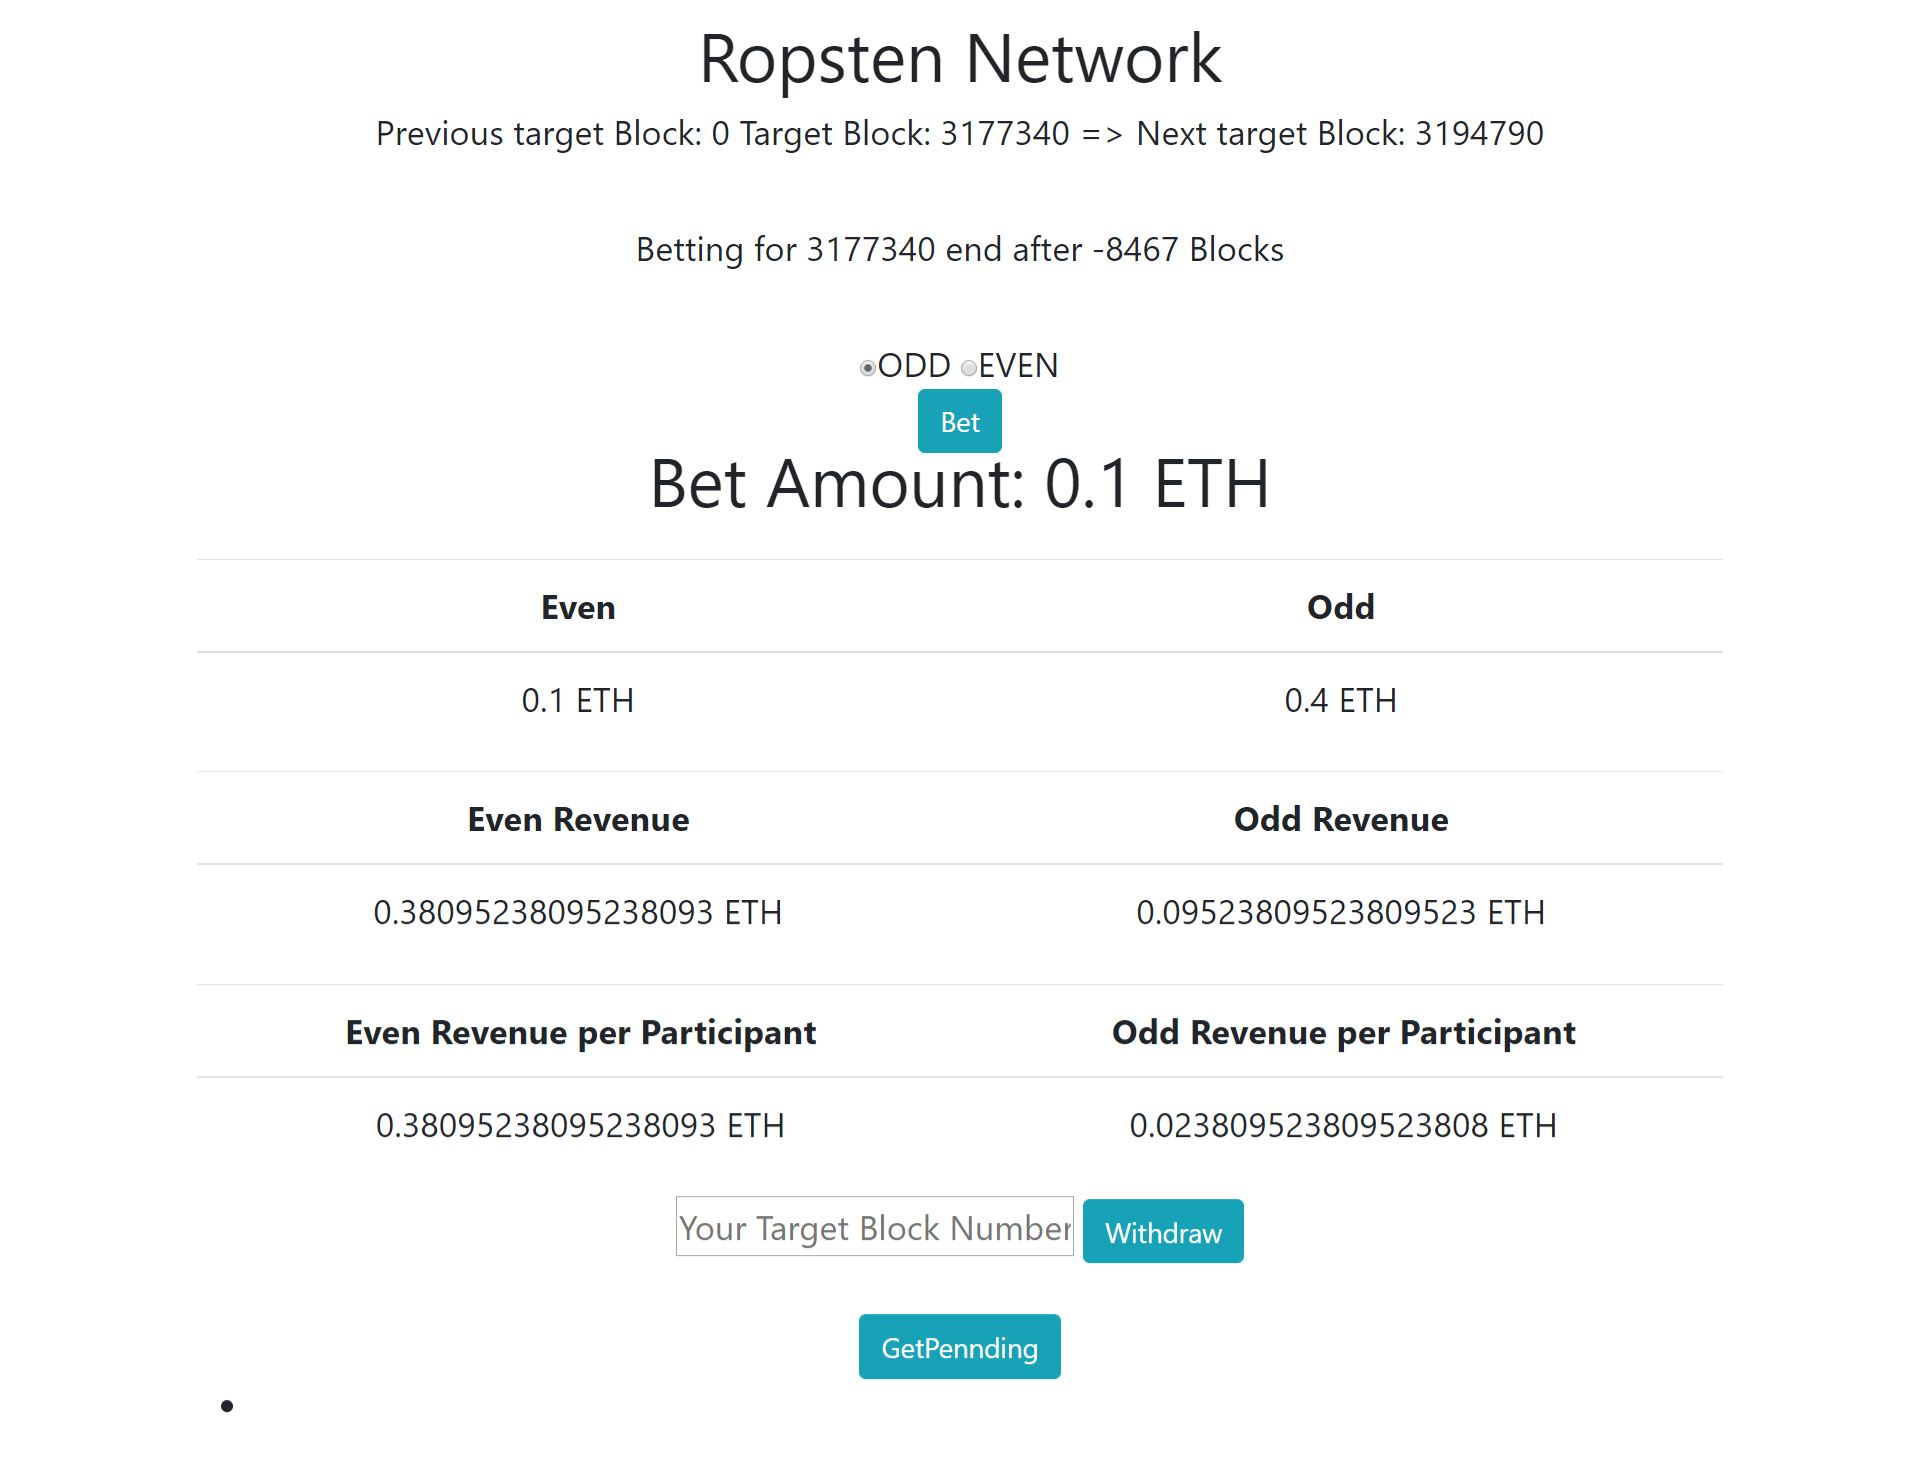 Ropsten Network
Previous target Block: 0 Target Block: 3177340 => Next target Block: 3194790
Betting for 3177340 end after -8467 Blocks
ODD EVEN
Bet
Bet Amount: 0.1 ETH
Even Odd
0.1 ETH 0.4 ETH
Even Revenue Odd Revenue
0.38095238095238093 ETH 0.09523809523809523 ETH
Even Revenue per Participant Odd Revenue per Participant
0.38095238095238093 ETH 0.023809523809523808 ETH
Your Target Block Number Withdraw
GetPennding